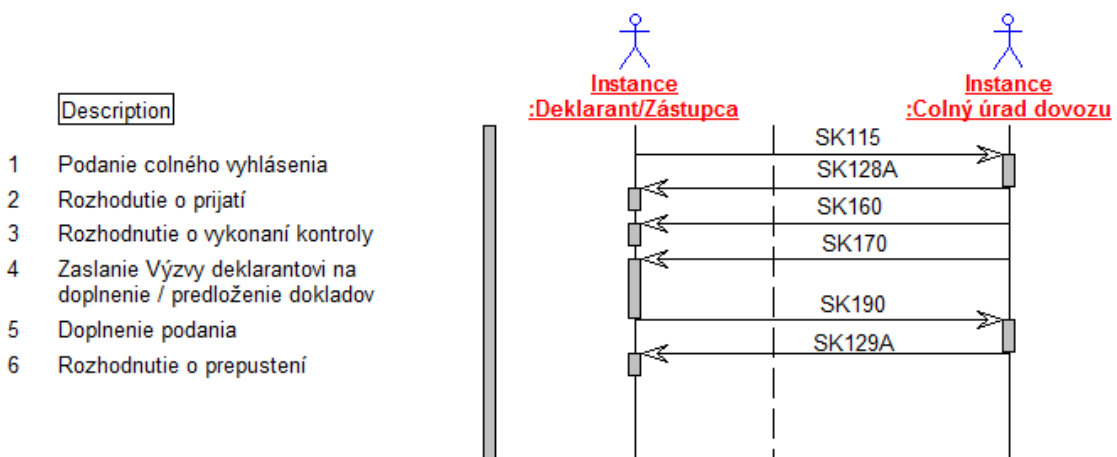 Instance
:Deklarant/Zástupca
Instance
:Colný úrad dovozu
Description
1 Podanie colného vyhlásenia
2 Rozhodutie o prijatí
3 Rozhodnutie o vykonaní kontroly
4 Zaslanie Výzvy deklarantovi na
doplnenie / predloženie dokladov
5 Doplnenie podania
6 Rozhodnutie o prepustení
SK115
SK128A
SK160
SK170
SK190
SK129A